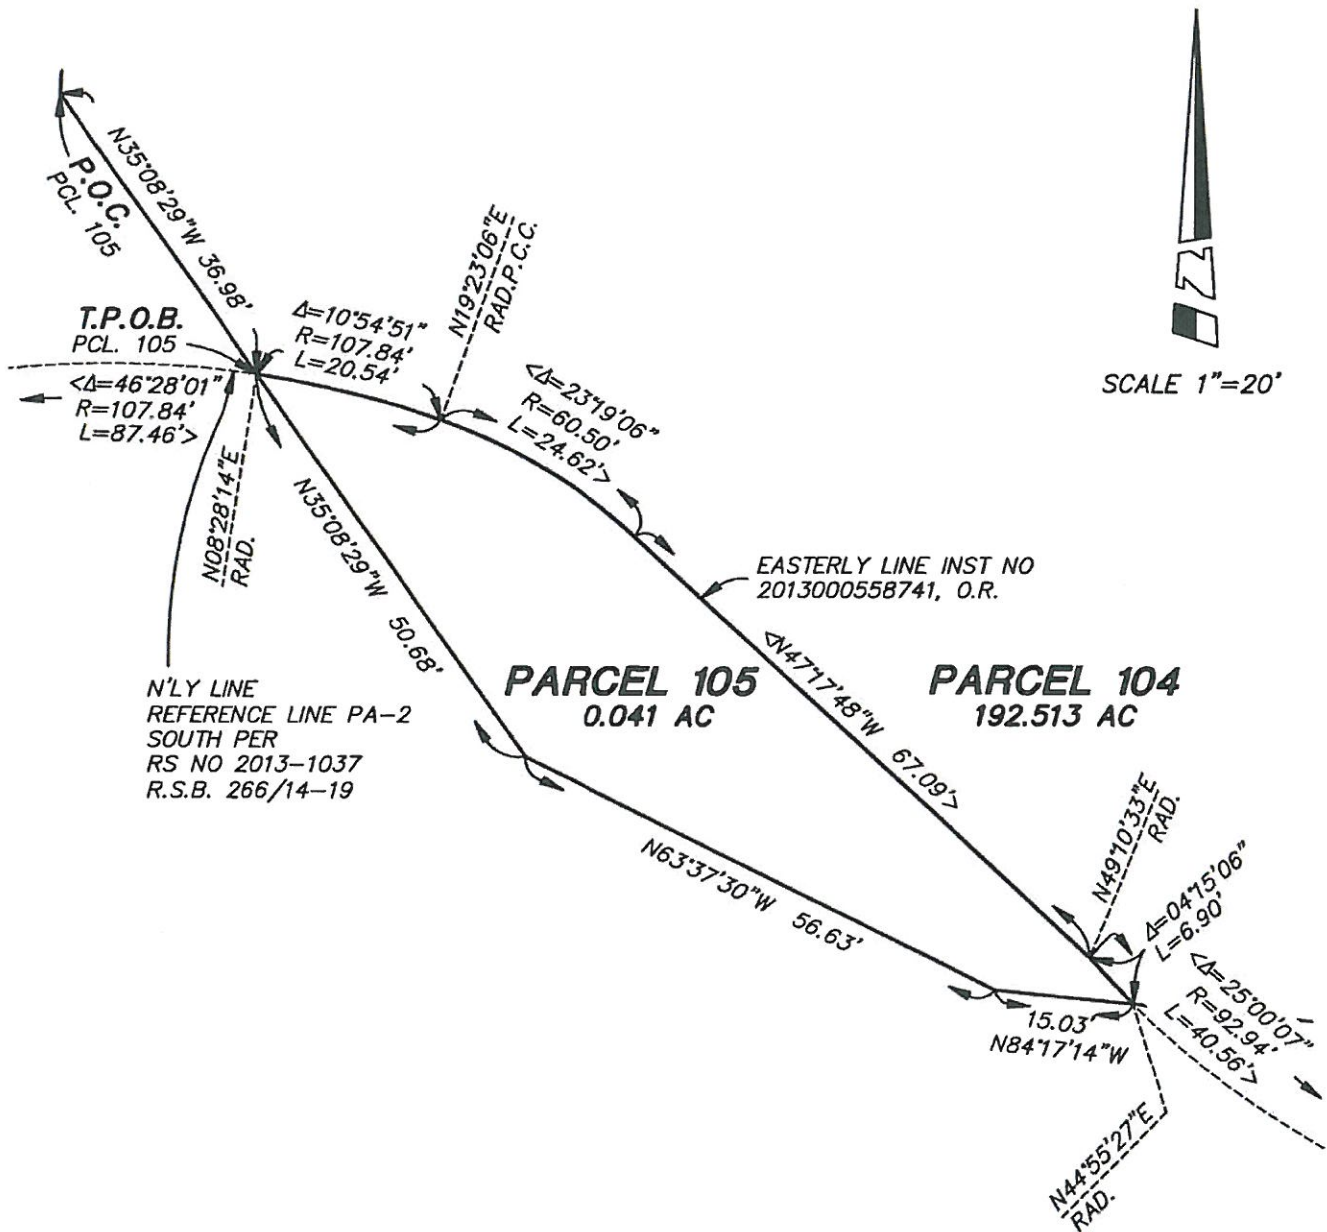 N35°08'29"W 36.98'
P.O.C.
PCL. 105
T.P.O.B.
PCL. 105
Δ=10°54'51"
R=107.84'
L=20.54'
N19°23'06"E
RAD.P.C.C.
SCALE 1"=20'
<Δ=46°28'01"
R=107.84'
L=87.46'>
<Δ=23°19'06"
R=60.50'
L=24.62'>
N08°28'14"E
RAD.
N35°08'29"W 50.68'
EASTERLY LINE INST NO
2013000558741, O.R.
<N47°17'48"W 67.09'>
PARCEL 105
0.041 AC
PARCEL 104
192.513 AC
N'LY LINE
REFERENCE LINE PA-2
SOUTH PER
RS NO 2013-1037
R.S.B. 266/14-19
N63°37'30"W 56.63'
N49°10'33"E
RAD.
Δ=04°15'06"
L=6.90'
<Δ=25°00'07"
R=92.94'
L=40.56'>
15.03'
N84°17'14"W
N44°55'27"E
RAD.
N